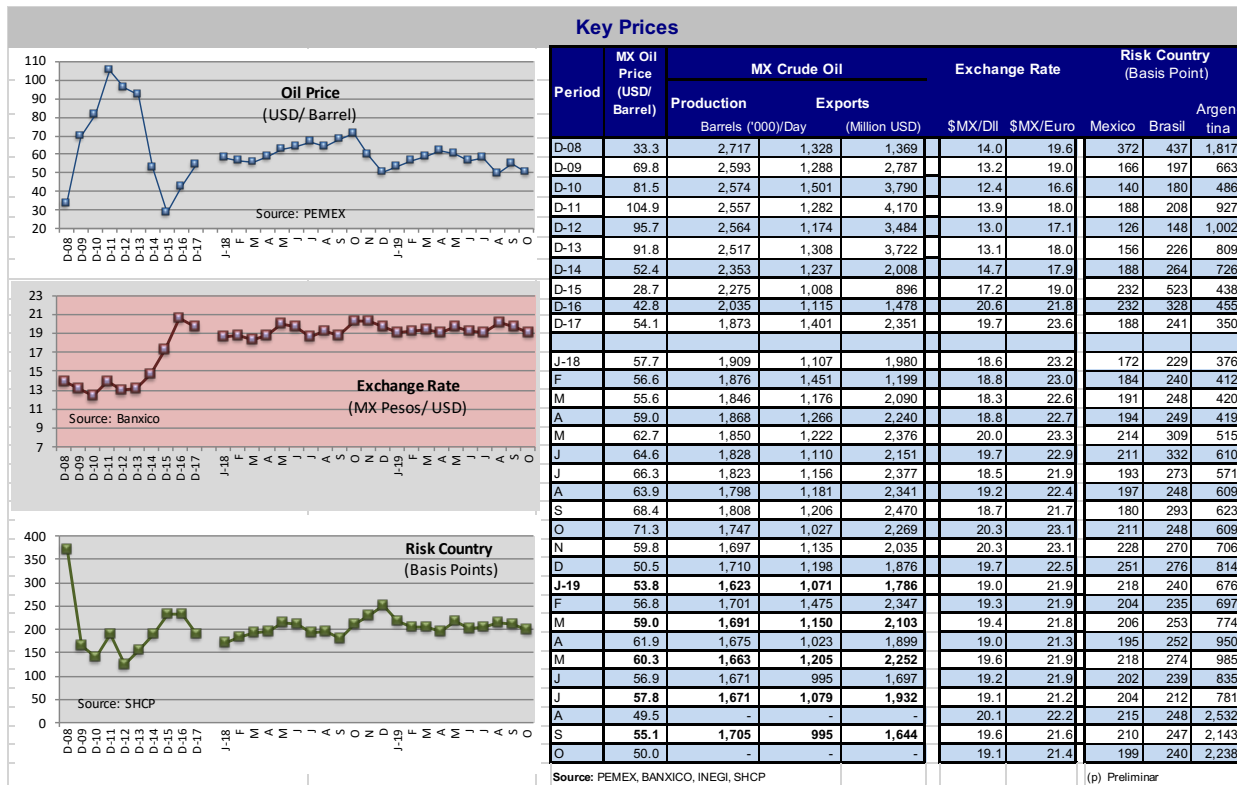 Key Prices
Oil Price
(USD/ Barrel)
110
100
90
80
70
60
50
40
30
20
Source: PEMEX
D-08 D-09 D-10 D-11 D-12 D-13 D-14 D-15 D-16 D-17 J-18 F M A M J J A S O N D J-19 F M A M J J A S O
23
21
19
17
15
13
11
9
7
Exchange Rate
(MX Pesos/ USD)
Source: Banxico
D-08 D-09 D-10 D-11 D-12 D-13 D-14 D-15 D-16 D-17 J-18 F M A M J J A S O N D J-19 F M A M J J A S O
400
350
300
250
200
150
100
50
0
Risk Country
(Basis Points)
Source: SHCP
D-08 D-09 D-10 D-11 D-12 D-13 D-14 D-15 D-16 D-17 J-18 F M A M J J A S O N D J-19 F M A M J J A S O
Period MX Oil Price (USD/ Barrel) MX Crude Oil Exchange Rate Risk Country (Basis Point)
Production Exports
Barrels ('000)/Day (Million USD) $MX/Dll $MX/Euro Mexico Brasil Argen tina
D-08 33.3 2,717 1,328 1,369 14.0 19.6 372 437 1,817
D-09 69.8 2,593 1,288 2,787 13.2 19.0 166 197 663
D-10 81.5 2,574 1,501 3,790 12.4 16.6 140 180 486
D-11 104.9 2,557 1,282 4,170 13.9 18.0 188 208 927
D-12 95.7 2,564 1,174 3,484 13.0 17.1 126 148 1,002
D-13 91.8 2,517 1,308 3,722 13.1 18.0 156 226 809
D-14 52.4 2,353 1,237 2,008 14.7 17.9 188 264 726
D-15 28.7 2,275 1,008 896 17.2 19.0 232 523 438
D-16 42.8 2,035 1,115 1,478 20.6 21.8 232 328 455
D-17 54.1 1,873 1,401 2,351 19.7 23.6 188 241 350
J-18 57.7 1,909 1,107 1,980 18.6 23.2 172 229 376
F 56.6 1,876 1,451 1,199 18.8 23.0 184 240 412
M 55.6 1,846 1,176 2,090 18.3 22.6 191 248 420
A 59.0 1,868 1,266 2,240 18.8 22.7 194 249 419
M 62.7 1,850 1,222 2,376 20.0 23.3 214 309 515
J 64.6 1,828 1,110 2,151 19.7 22.9 211 332 610
J 66.3 1,823 1,156 2,377 18.5 21.9 193 273 571
A 63.9 1,798 1,181 2,341 19.2 22.4 197 248 609
S 68.4 1,808 1,206 2,470 18.7 21.7 180 293 623
O 71.3 1,747 1,027 2,269 20.3 23.1 211 248 609
N 59.8 1,697 1,135 2,035 20.3 23.1 228 270 706
D 50.5 1,710 1,198 1,876 19.7 22.5 251 276 814
J-19 53.8 1,623 1,071 1,786 19.0 21.9 218 240 676
F 56.8 1,701 1,475 2,347 19.3 21.9 204 235 697
M 59.0 1,691 1,150 2,103 19.4 21.8 206 253 774
A 61.9 1,675 1,023 1,899 19.0 21.3 195 252 950
M 60.3 1,663 1,205 2,252 19.6 21.9 218 274 985
J 56.9 1,671 995 1,697 19.2 21.9 202 239 835
J 57.8 1,671 1,079 1,932 19.1 21.2 204 212 781
A 49.5 - - - 20.1 22.2 215 248 2,532
S 55.1 1,705 995 1,644 19.6 21.6 210 247 2,143
O 50.0 - - - 19.1 21.4 199 240 2,238
Source: PEMEX, BANXICO, INEGI, SHCP (p) Preliminar